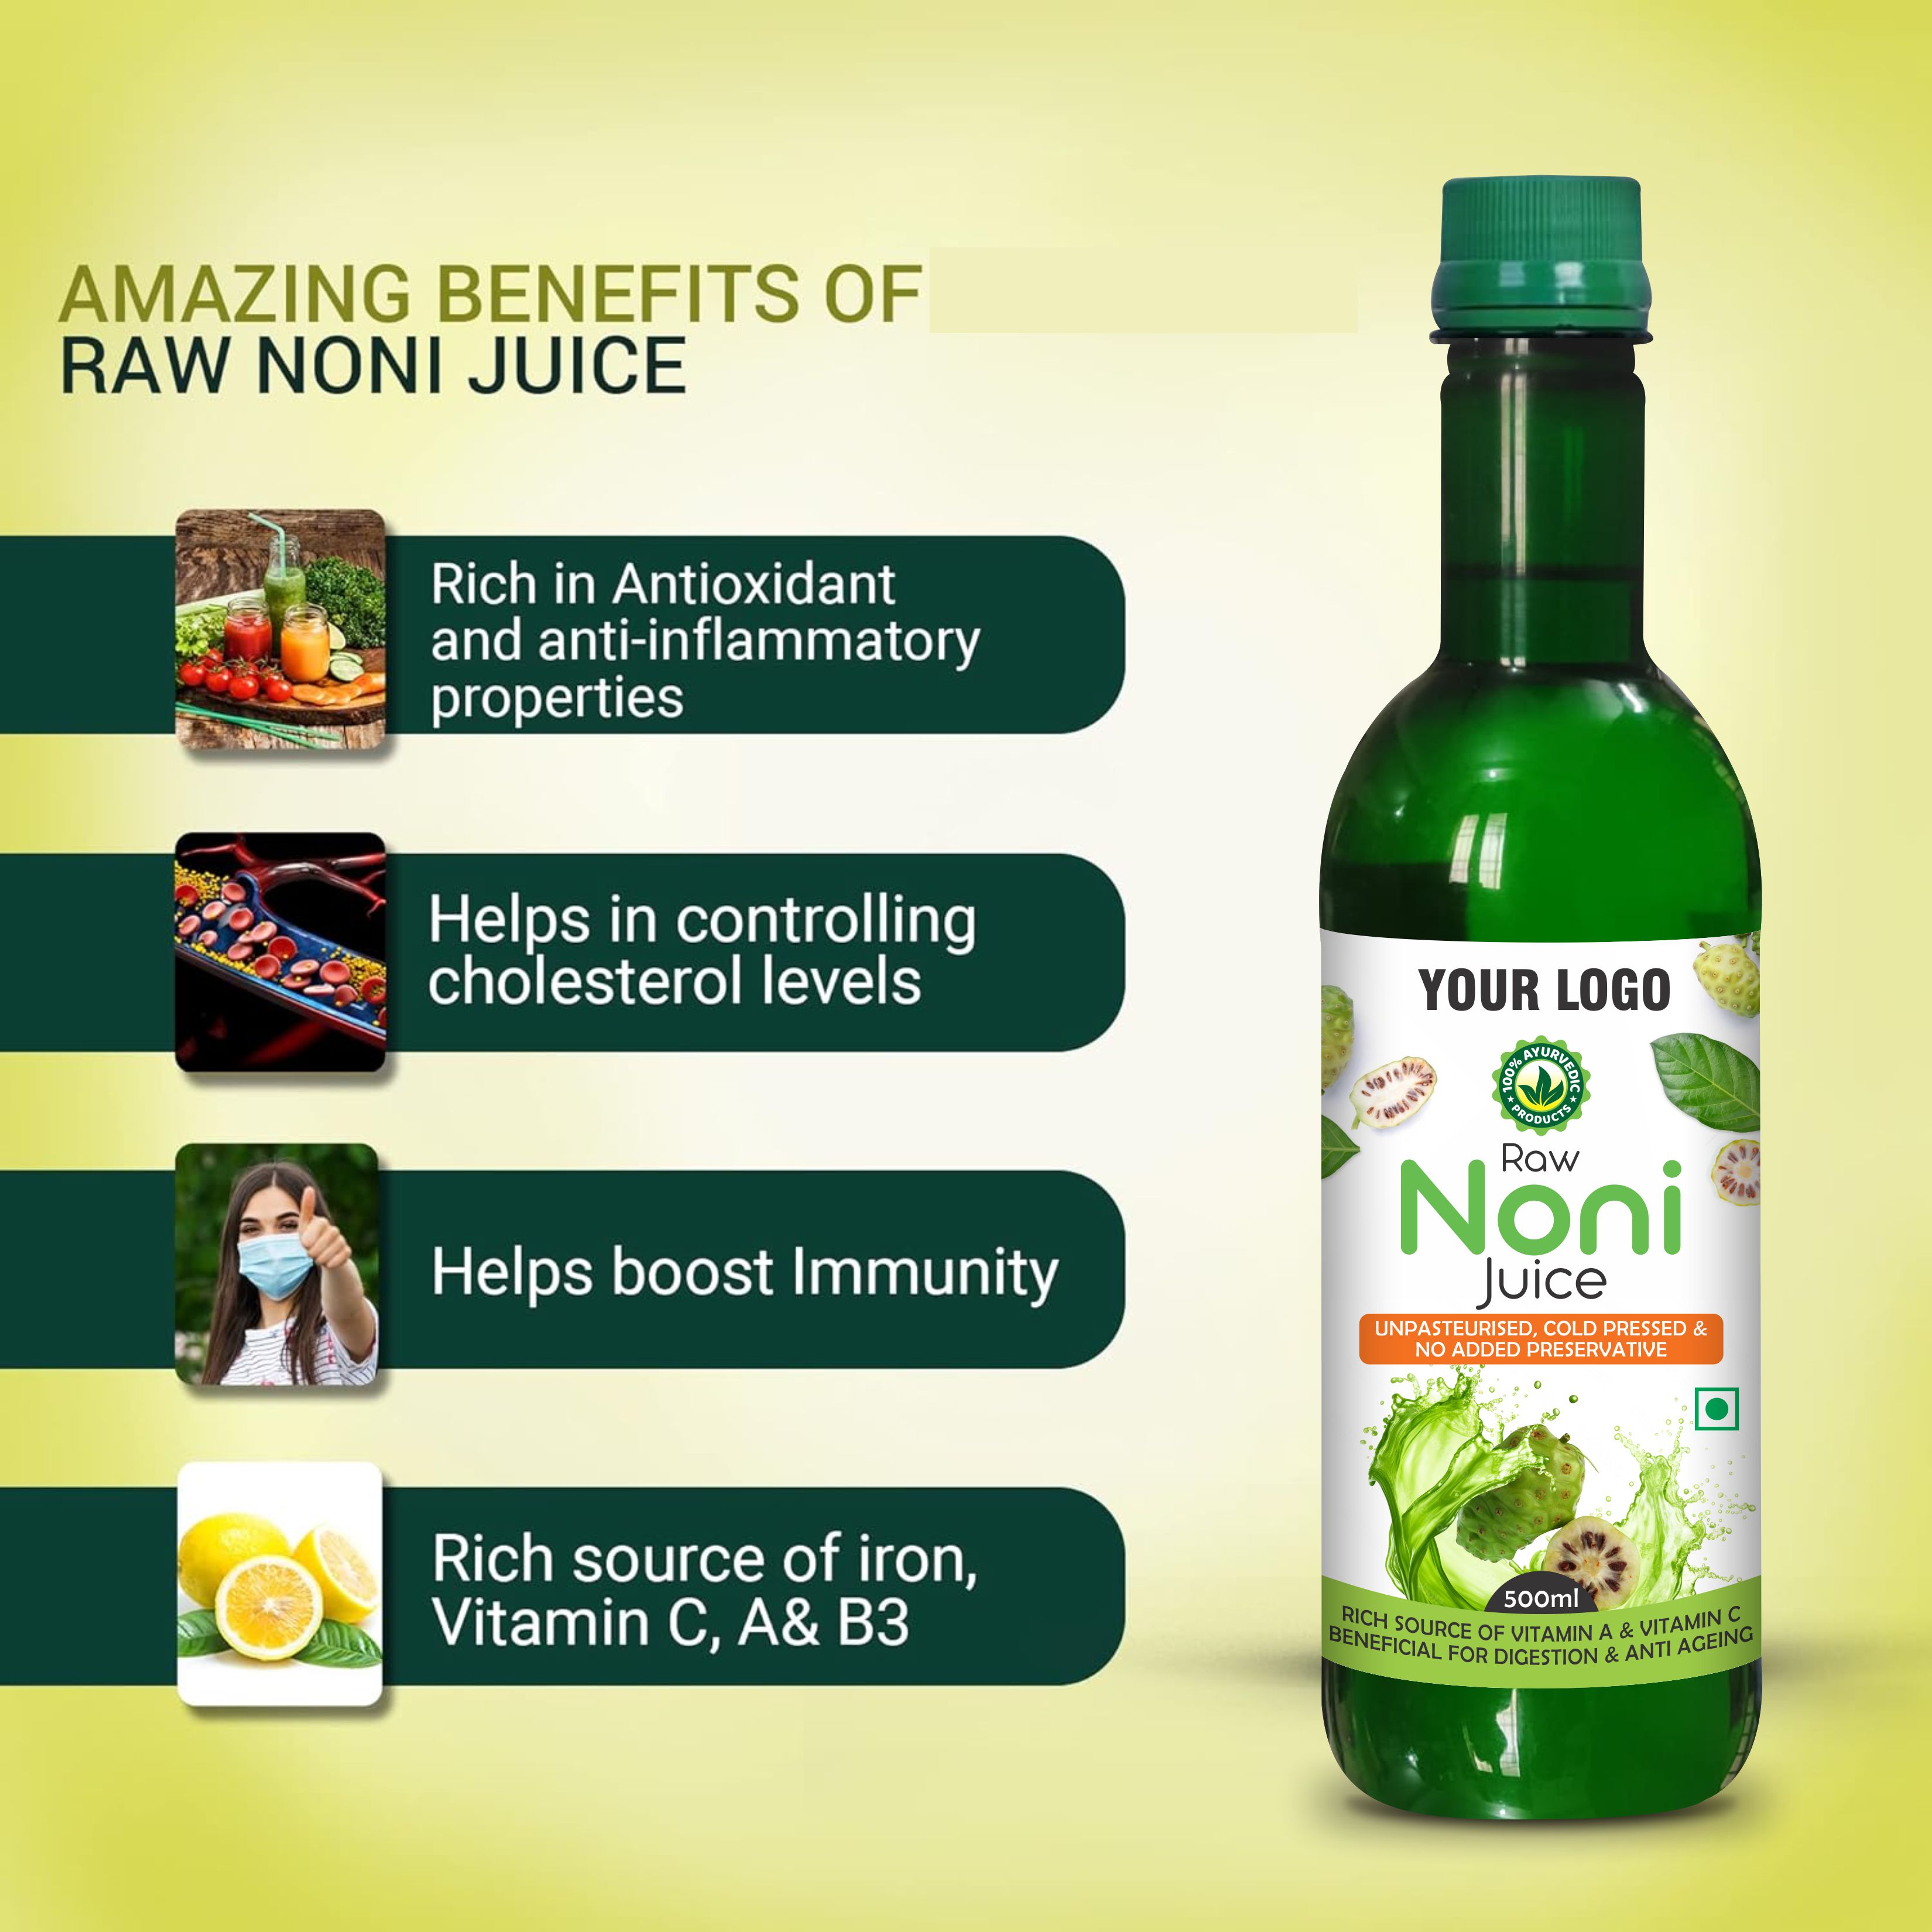 AMAZING BENEFITS OF
RAW NONI JUICE
Rich in Antioxidant
and anti-inflammatory
properties
Helps in controlling
cholesterol levels
Helps boost Immunity
Rich source of iron,
Vitamin C, A& B3
YOUR LOGO
100% AYURVEDIC
PRODUCTS
Raw
Noni
Juice
UNPASTEURISED, COLD PRESSED &
NO ADDED PRESERVATIVE
500ml
RICH SOURCE OF VITAMIN A & VITAMIN C
BENEFICIAL FOR DIGESTION & ANTI AGEING